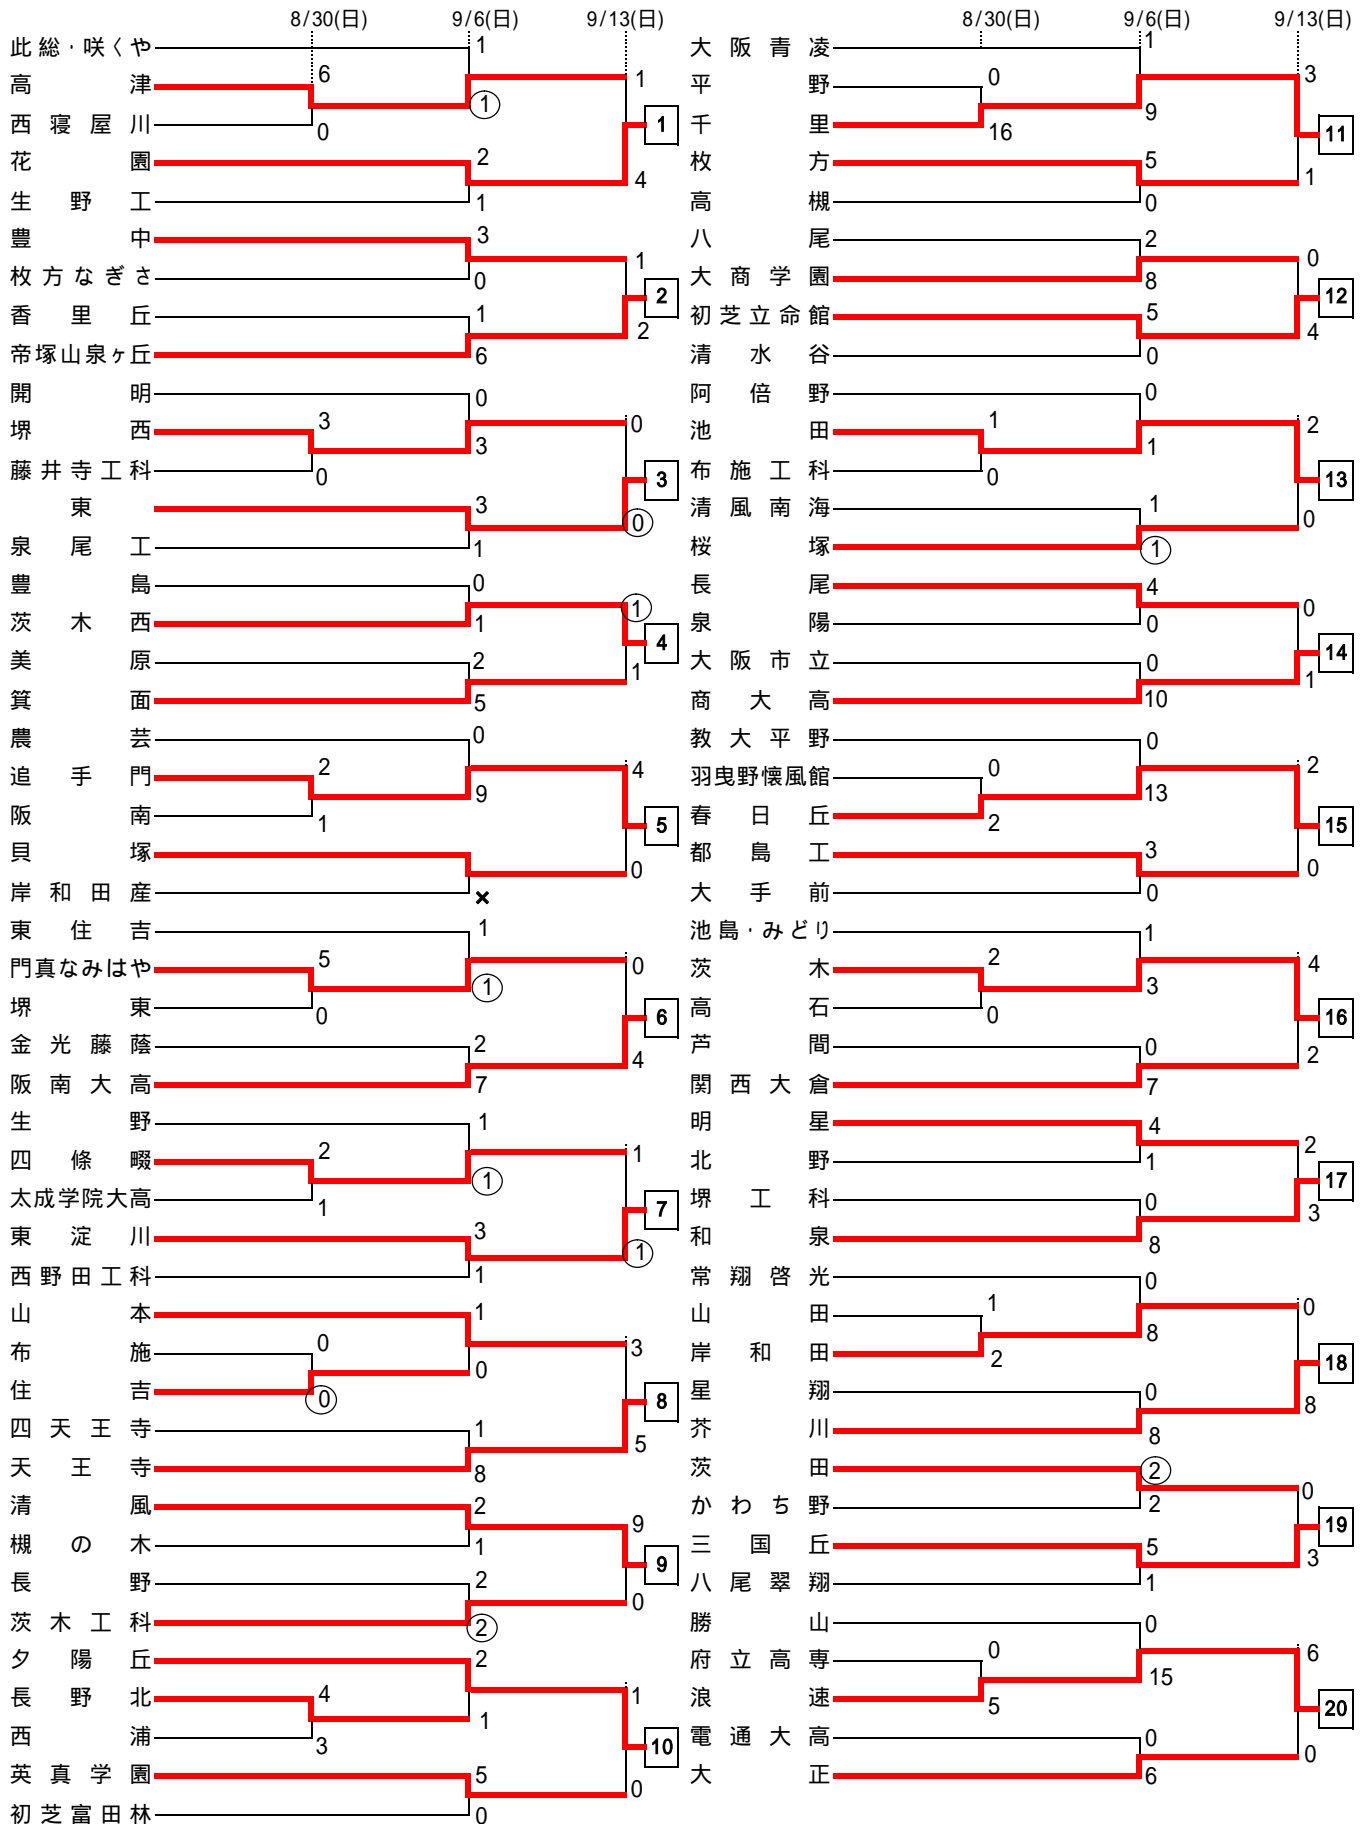 8/30(日) 9/6(日) 9/13(日)
此総・咲くや 1
高津 6 1
① 
西寝屋川 0
1
花園 2
4
生野工 1
豊中 3
1
枚方なぎさ 0
2
香里丘 1
2
帝塚山泉ヶ丘 6
開明 0
堺西 3 3 0
藤井寺工科 0
3
東 3
⓪
泉尾工 1
豊島 0
①
茨木西 1
4
美原 2
1
箕面 5
農芸 0
追手門 2 9 4
阪南 1
5
貝塚
0
岸和田産 ×
東住吉 1
門真なみはや 5 ① 0
堺東 0
6
金光藤蔭 2
4
阪南大高 7
生野 1
四條畷 2 ① 1
太成学院大高 1
7
東淀川 3
①
西野田工科 1
山本 1
3
布施 0 0
住吉 ⓪
8
四天王寺 1
5
天王寺 8
清風 2
9
槻の木 1
9
長野 2
0
茨木工科 ②
夕陽丘 2
1
長野北 4 1
西浦 3
10
英真学園 5
0
初芝富田林 0
8/30(日) 9/6(日) 9/13(日)
大阪青凌 1
平野 0 3
9
千里 16
11
枚方 5
1
高槻 0
八尾 2
0
大商学園 8
12
初芝立命館 5
4
清水谷 0
阿倍野 0
池田 1 1 2
布施工科 0
13
清風南海 1
0
桜塚 ①
長尾 4
0
泉陽 0
14
大阪市立 0
1
商大高 10
教大平野 0
羽曳野懐風館 0 13 2
春日丘 2
15
都島工 3
0
大手前 0
池島・みどり 1
茨木 2 3 4
高石 0
16
芦間 0
2
関西大倉 7
明星 4
2
北野 1
17
堺工科 0
3
和泉 8
常翔啓光 0
山田 1 8 0
岸和田 2
18
星翔 0
8
芥川 8
茨田 ②
0
かわち野 2
19
三国丘 5
3
八尾翠翔 1
勝山 0
府立高専 0 15 6
浪速 5
20
電通大高 0
0
大正 6